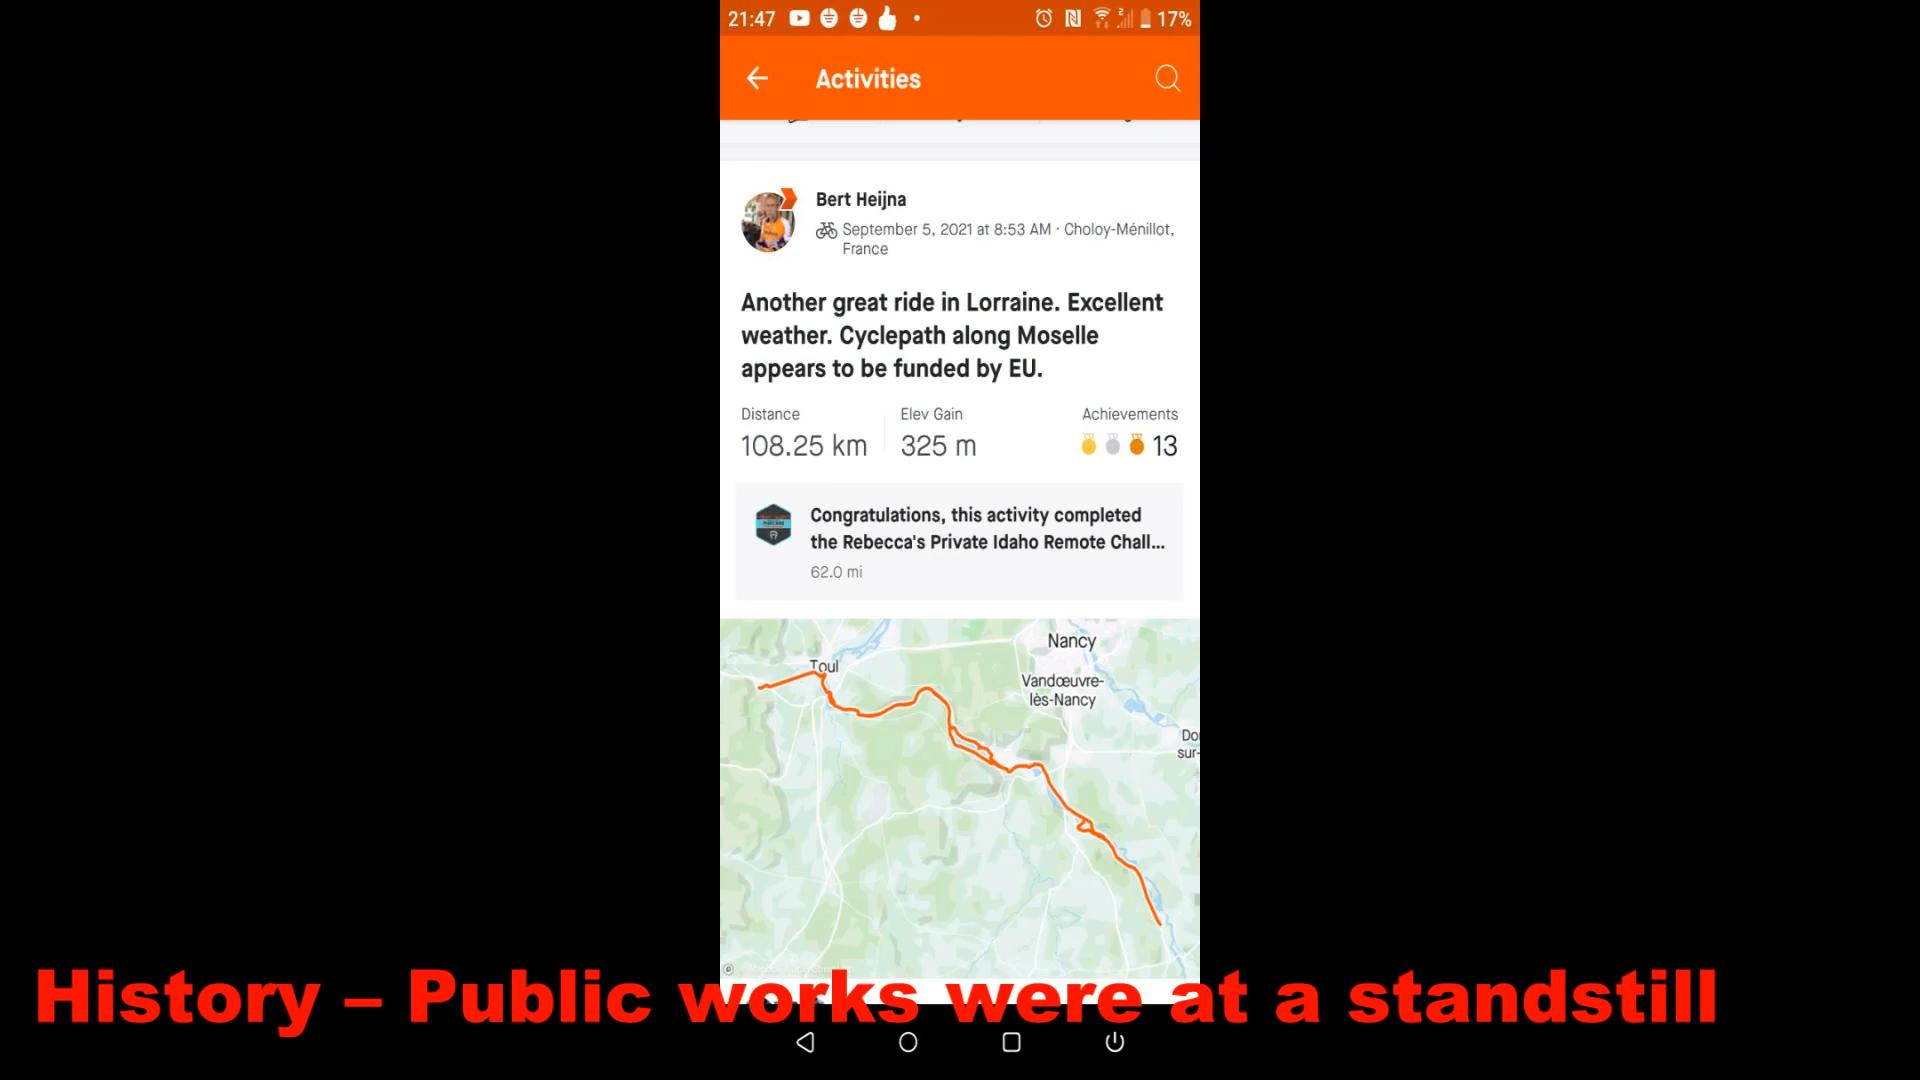 21:47
2
17%
Activities
Bert Heijna
September 5, 2021 at 8:53 AM · Choloy-Ménillot,
France
Another great ride in Lorraine. Excellent
weather. Cyclepath along Moselle
appears to be funded by EU.
Distance
Elev Gain
Achievements
108.25 km
325 m
13
Congratulations, this activity completed
the Rebecca's Private Idaho Remote Chall...
62.0 mi
Nancy
Toul
Vandœuvre-
lès-Nancy
Do
sur-
History – Public works were at a standstill